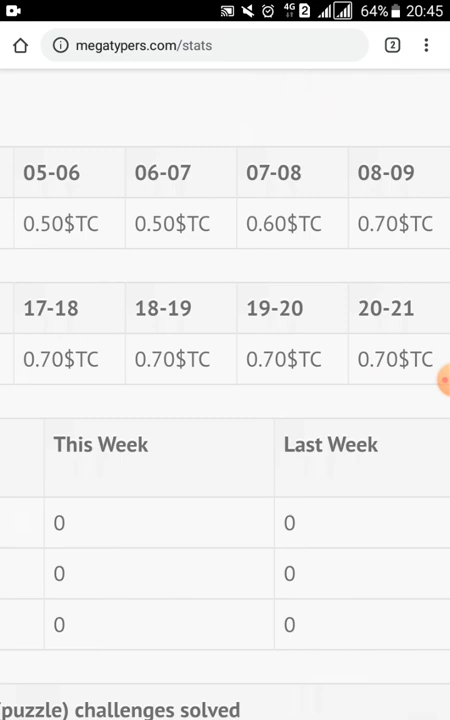 4G 2 64% 20:45
megatypers.com/stats 2
05-06 06-07 07-08 08-09
0.50$TC 0.50$TC 0.60$TC 0.70$TC
17-18 18-19 19-20 20-21
0.70$TC 0.70$TC 0.70$TC 0.70$TC
This Week Last Week
0 0
0 0
0 0
(puzzle) challenges solved